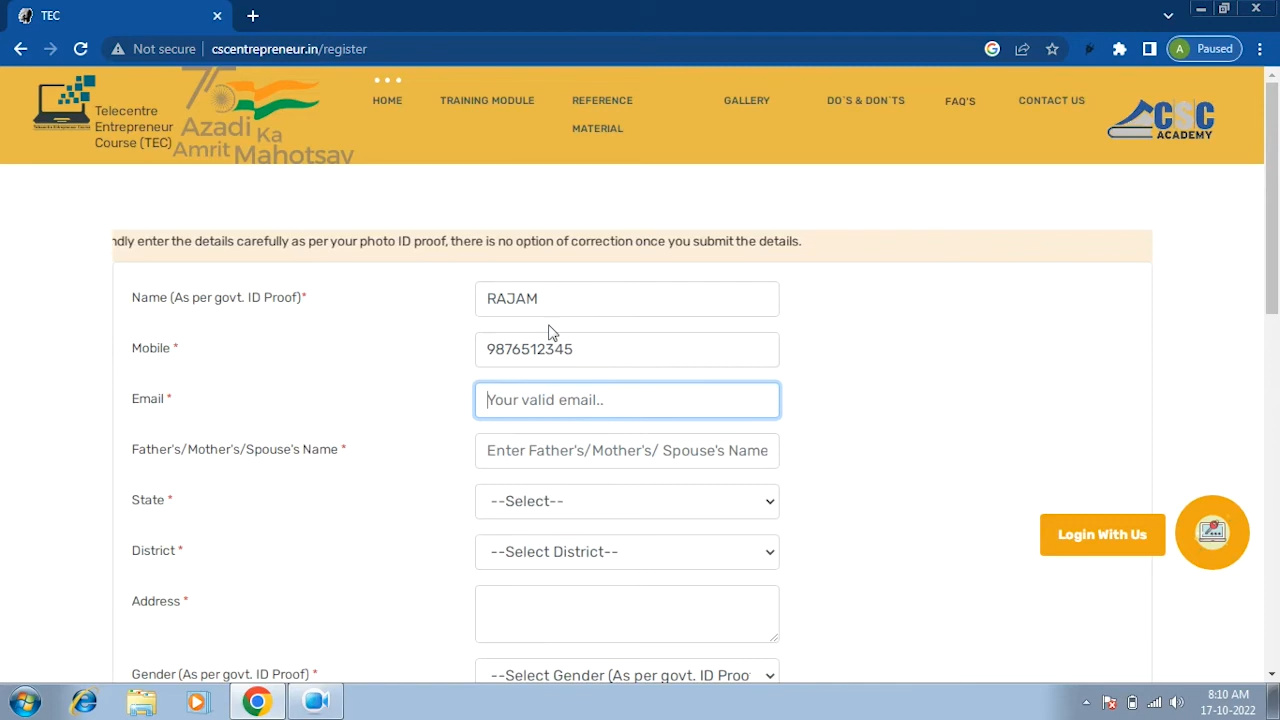 TEC
Not secure cscentrepreneur.in/register
A Paused
Telecentre
Entrepreneur
Course (TEC)
75
Azadi
Ka
Amrit
Mahotsav
HOME
TRAINING MODULE
REFERENCE
MATERIAL
GALLERY
DO`S & DON`TS
FAQ'S
CONTACT US
CSC
ACADEMY
ndly enter the details carefully as per your photo ID proof, there is no option of correction once you submit the details.
Name (As per govt. ID Proof)*
RAJAM
Mobile *
9876512345
Email *
Your valid email..
Father's/Mother's/Spouse's Name *
Enter Father's/Mother's/ Spouse's Name
State *
--Select--
District *
--Select District--
Login With Us
Address *
Gender (As per govt. ID Proof) *
--Select Gender (As per govt. ID Proo
8:10 AM
17-10-2022